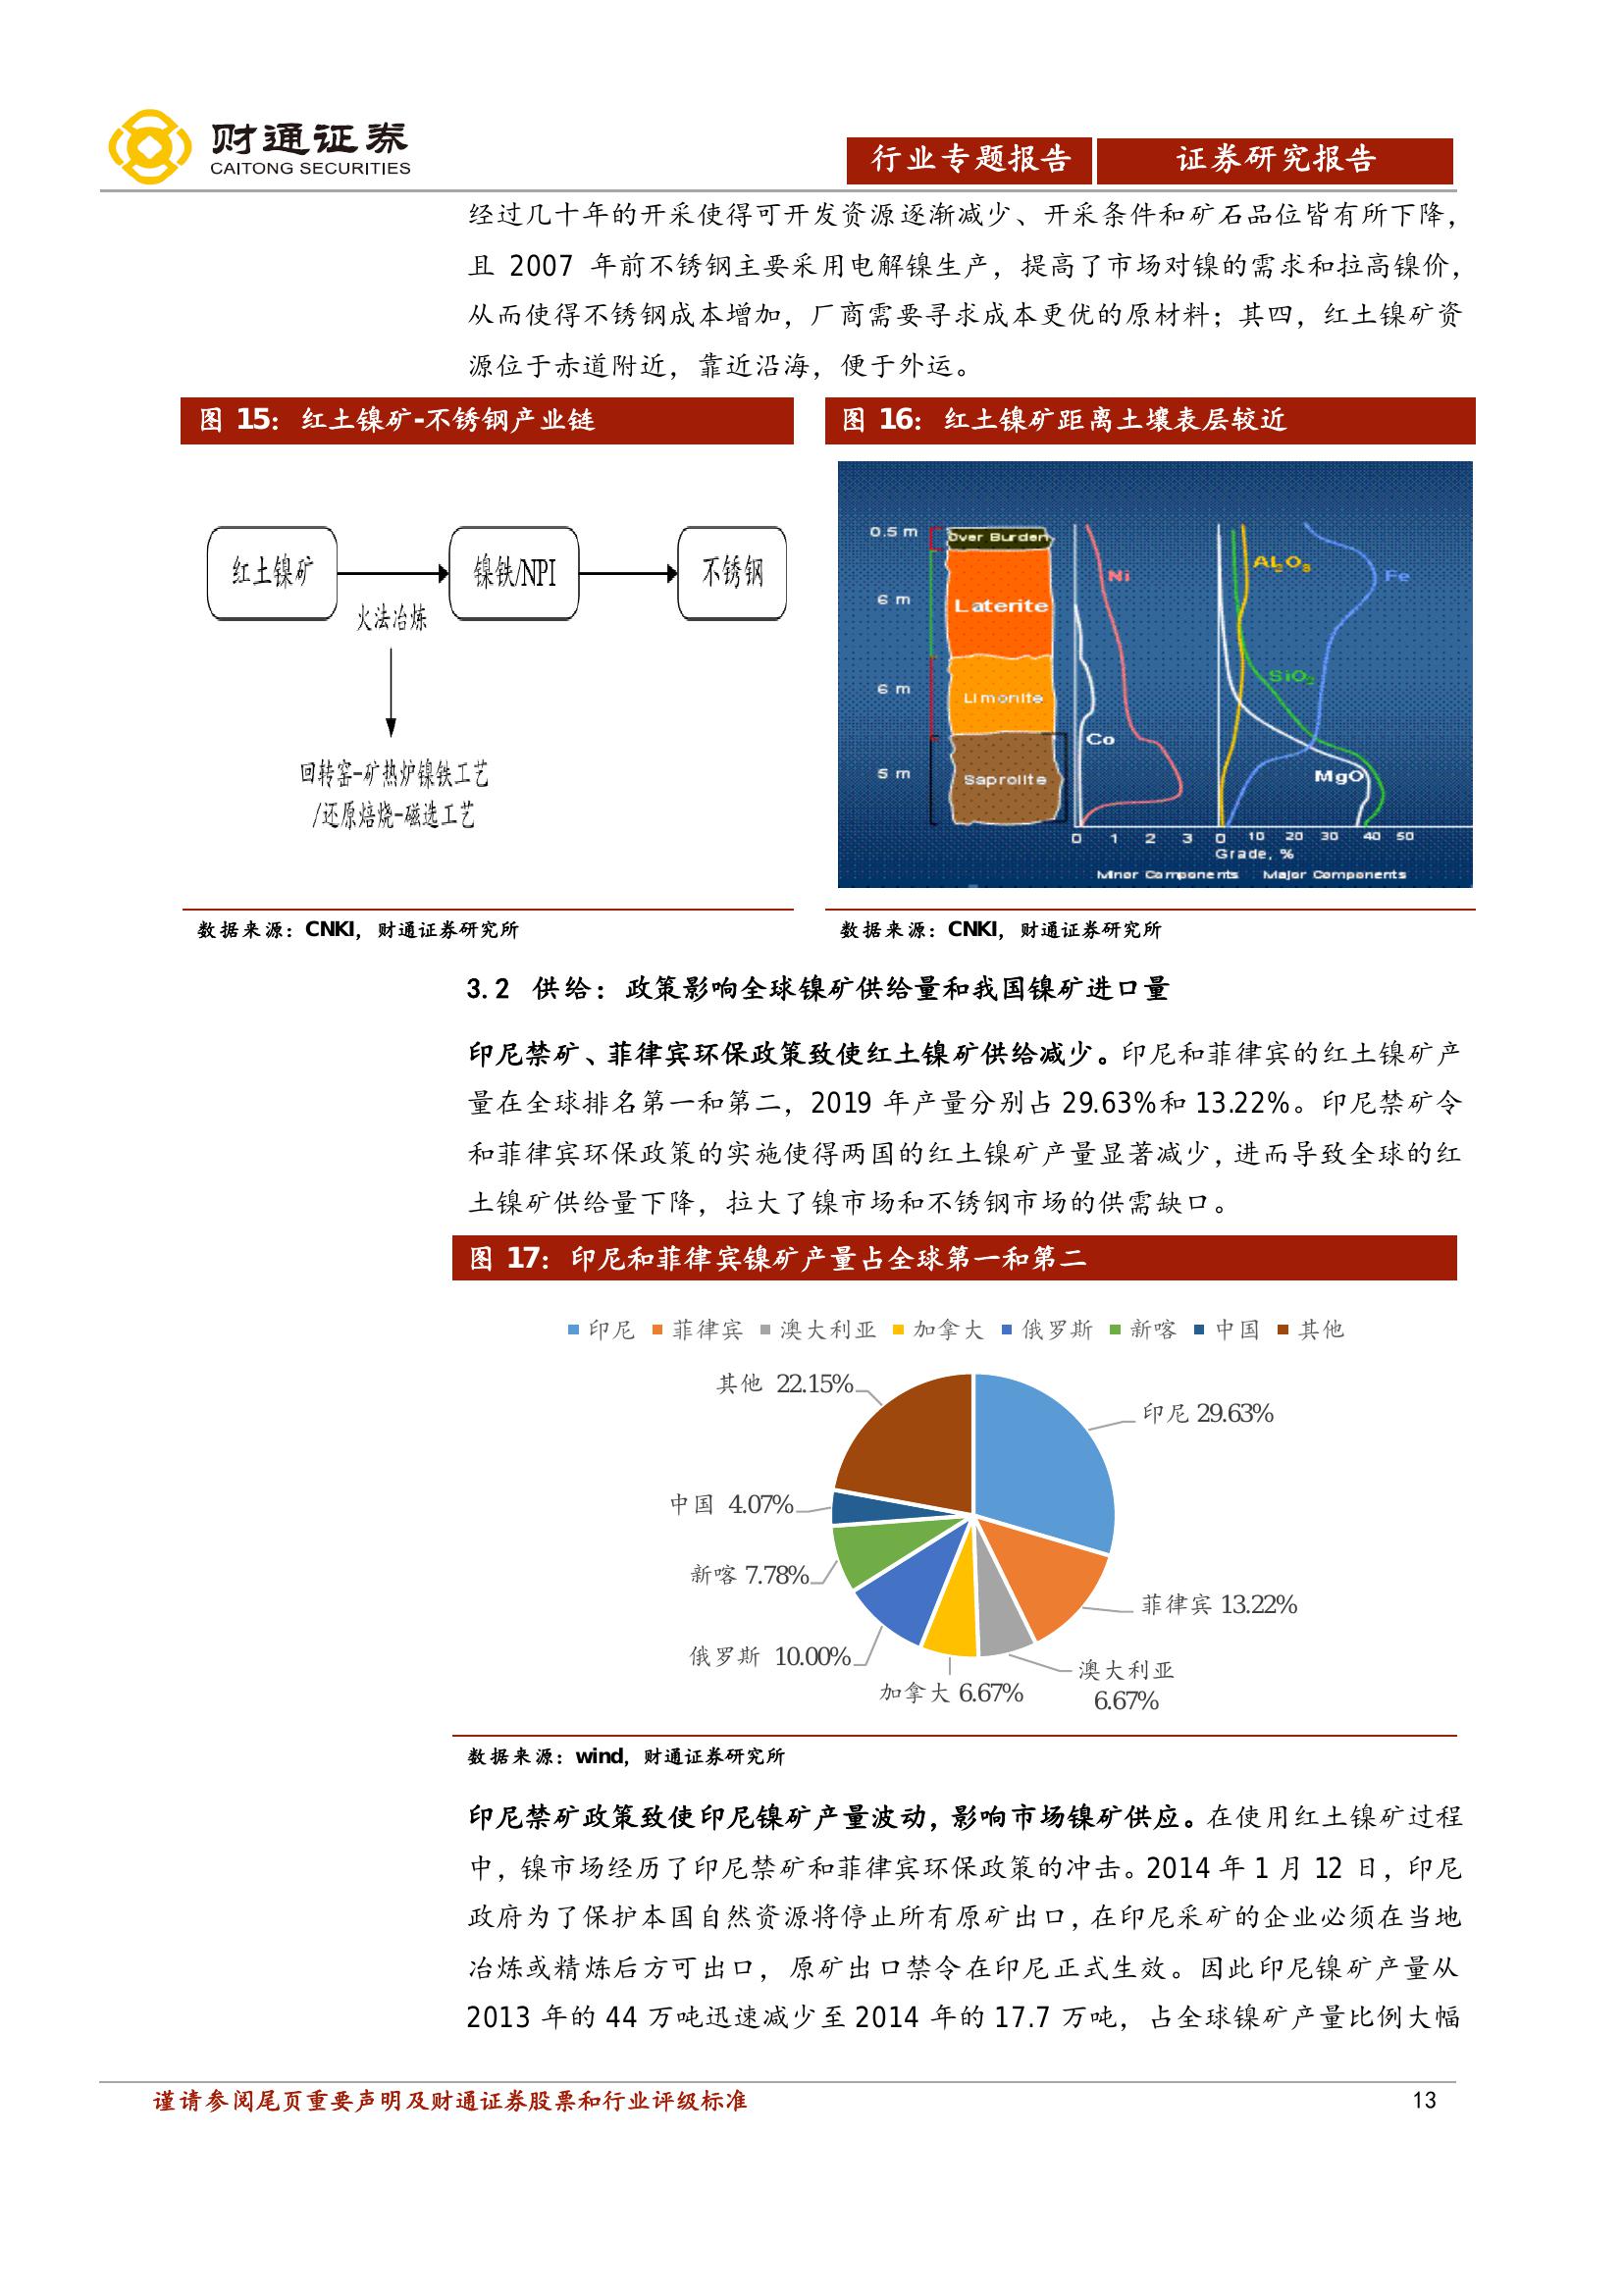 财通证券
CAITONG SECURITIES
行业专题报告 证券研究报告
经过几十年的开采使得可开发资源逐渐减少、开采条件和矿石品位皆有所下降，
且 2007 年前不锈钢主要采用电解镍生产，提高了市场对镍的需求和拉高镍价，
从而使得不锈钢成本增加，厂商需要寻求成本更优的原材料；其四，红土镍矿资
源位于赤道附近，靠近沿海，便于外运。
图 15：红土镍矿-不锈钢产业链
红土镍矿
镍铁/NPI
不锈钢
火法冶炼
回转窑-矿热炉镍铁工艺
/还原焙烧-磁选工艺
数据来源：CNKI，财通证券研究所
图 16：红土镍矿距离土壤表层较近
0.5 m
6 m
6 m
5 m
Over Burden
Laterite
Limonite
Saprolite
Ni
Co
Al₂O₃
Fe
SiO₂
MgO
0 1 2 3 0 10 20 30 40 50
Grade, %
Minor Components Major Components
数据来源：CNKI，财通证券研究所
3.2 供给：政策影响全球镍矿供给量和我国镍矿进口量
印尼禁矿、菲律宾环保政策致使红土镍矿供给减少。印尼和菲律宾的红土镍矿产
量在全球排名第一和第二，2019 年产量分别占 29.63%和 13.22%。印尼禁矿令
和菲律宾环保政策的实施使得两国的红土镍矿产量显著减少，进而导致全球的红
土镍矿供给量下降，拉大了镍市场和不锈钢市场的供需缺口。
图 17：印尼和菲律宾镍矿产量占全球第一和第二
印尼 菲律宾 澳大利亚 加拿大 俄罗斯 新喀 中国 其他
其他 22.15%
印尼 29.63%
中国 4.07%
新喀 7.78%
菲律宾 13.22%
俄罗斯 10.00%
澳大利亚
6.67%
加拿大 6.67%
数据来源：wind，财通证券研究所
印尼禁矿政策致使印尼镍矿产量波动，影响市场镍矿供应。在使用红土镍矿过程
中，镍市场经历了印尼禁矿和菲律宾环保政策的冲击。2014 年 1 月 12 日，印尼
政府为了保护本国自然资源将停止所有原矿出口，在印尼采矿的企业必须在当地
冶炼或精炼后方可出口，原矿出口禁令在印尼正式生效。因此印尼镍矿产量从
2013 年的 44 万吨迅速减少至 2014 年的 17.7 万吨，占全球镍矿产量比例大幅
谨请参阅尾页重要声明及财通证券股票和行业评级标准 13